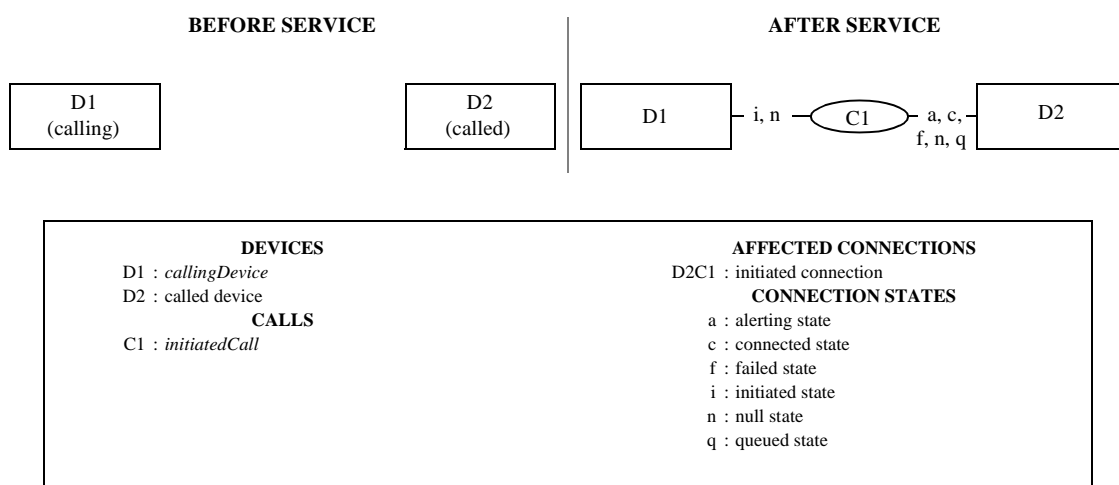 BEFORE SERVICE
AFTER SERVICE
D1
(calling)
D2
(called)
D1
i, n
C1
a, c,
f, n, q
D2
DEVICES
D1 : callingDevice
D2 : called device
CALLS
C1 : initiatedCall
AFFECTED CONNECTIONS
D2C1 : initiated connection
CONNECTION STATES
a : alerting state
c : connected state
f : failed state
i : initiated state
n : null state
q : queued state